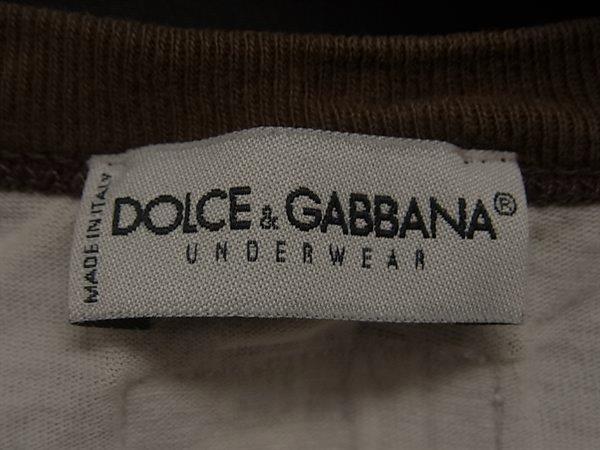 DOLCE & GABBANA®
UNDERWEAR
MADE IN ITALY